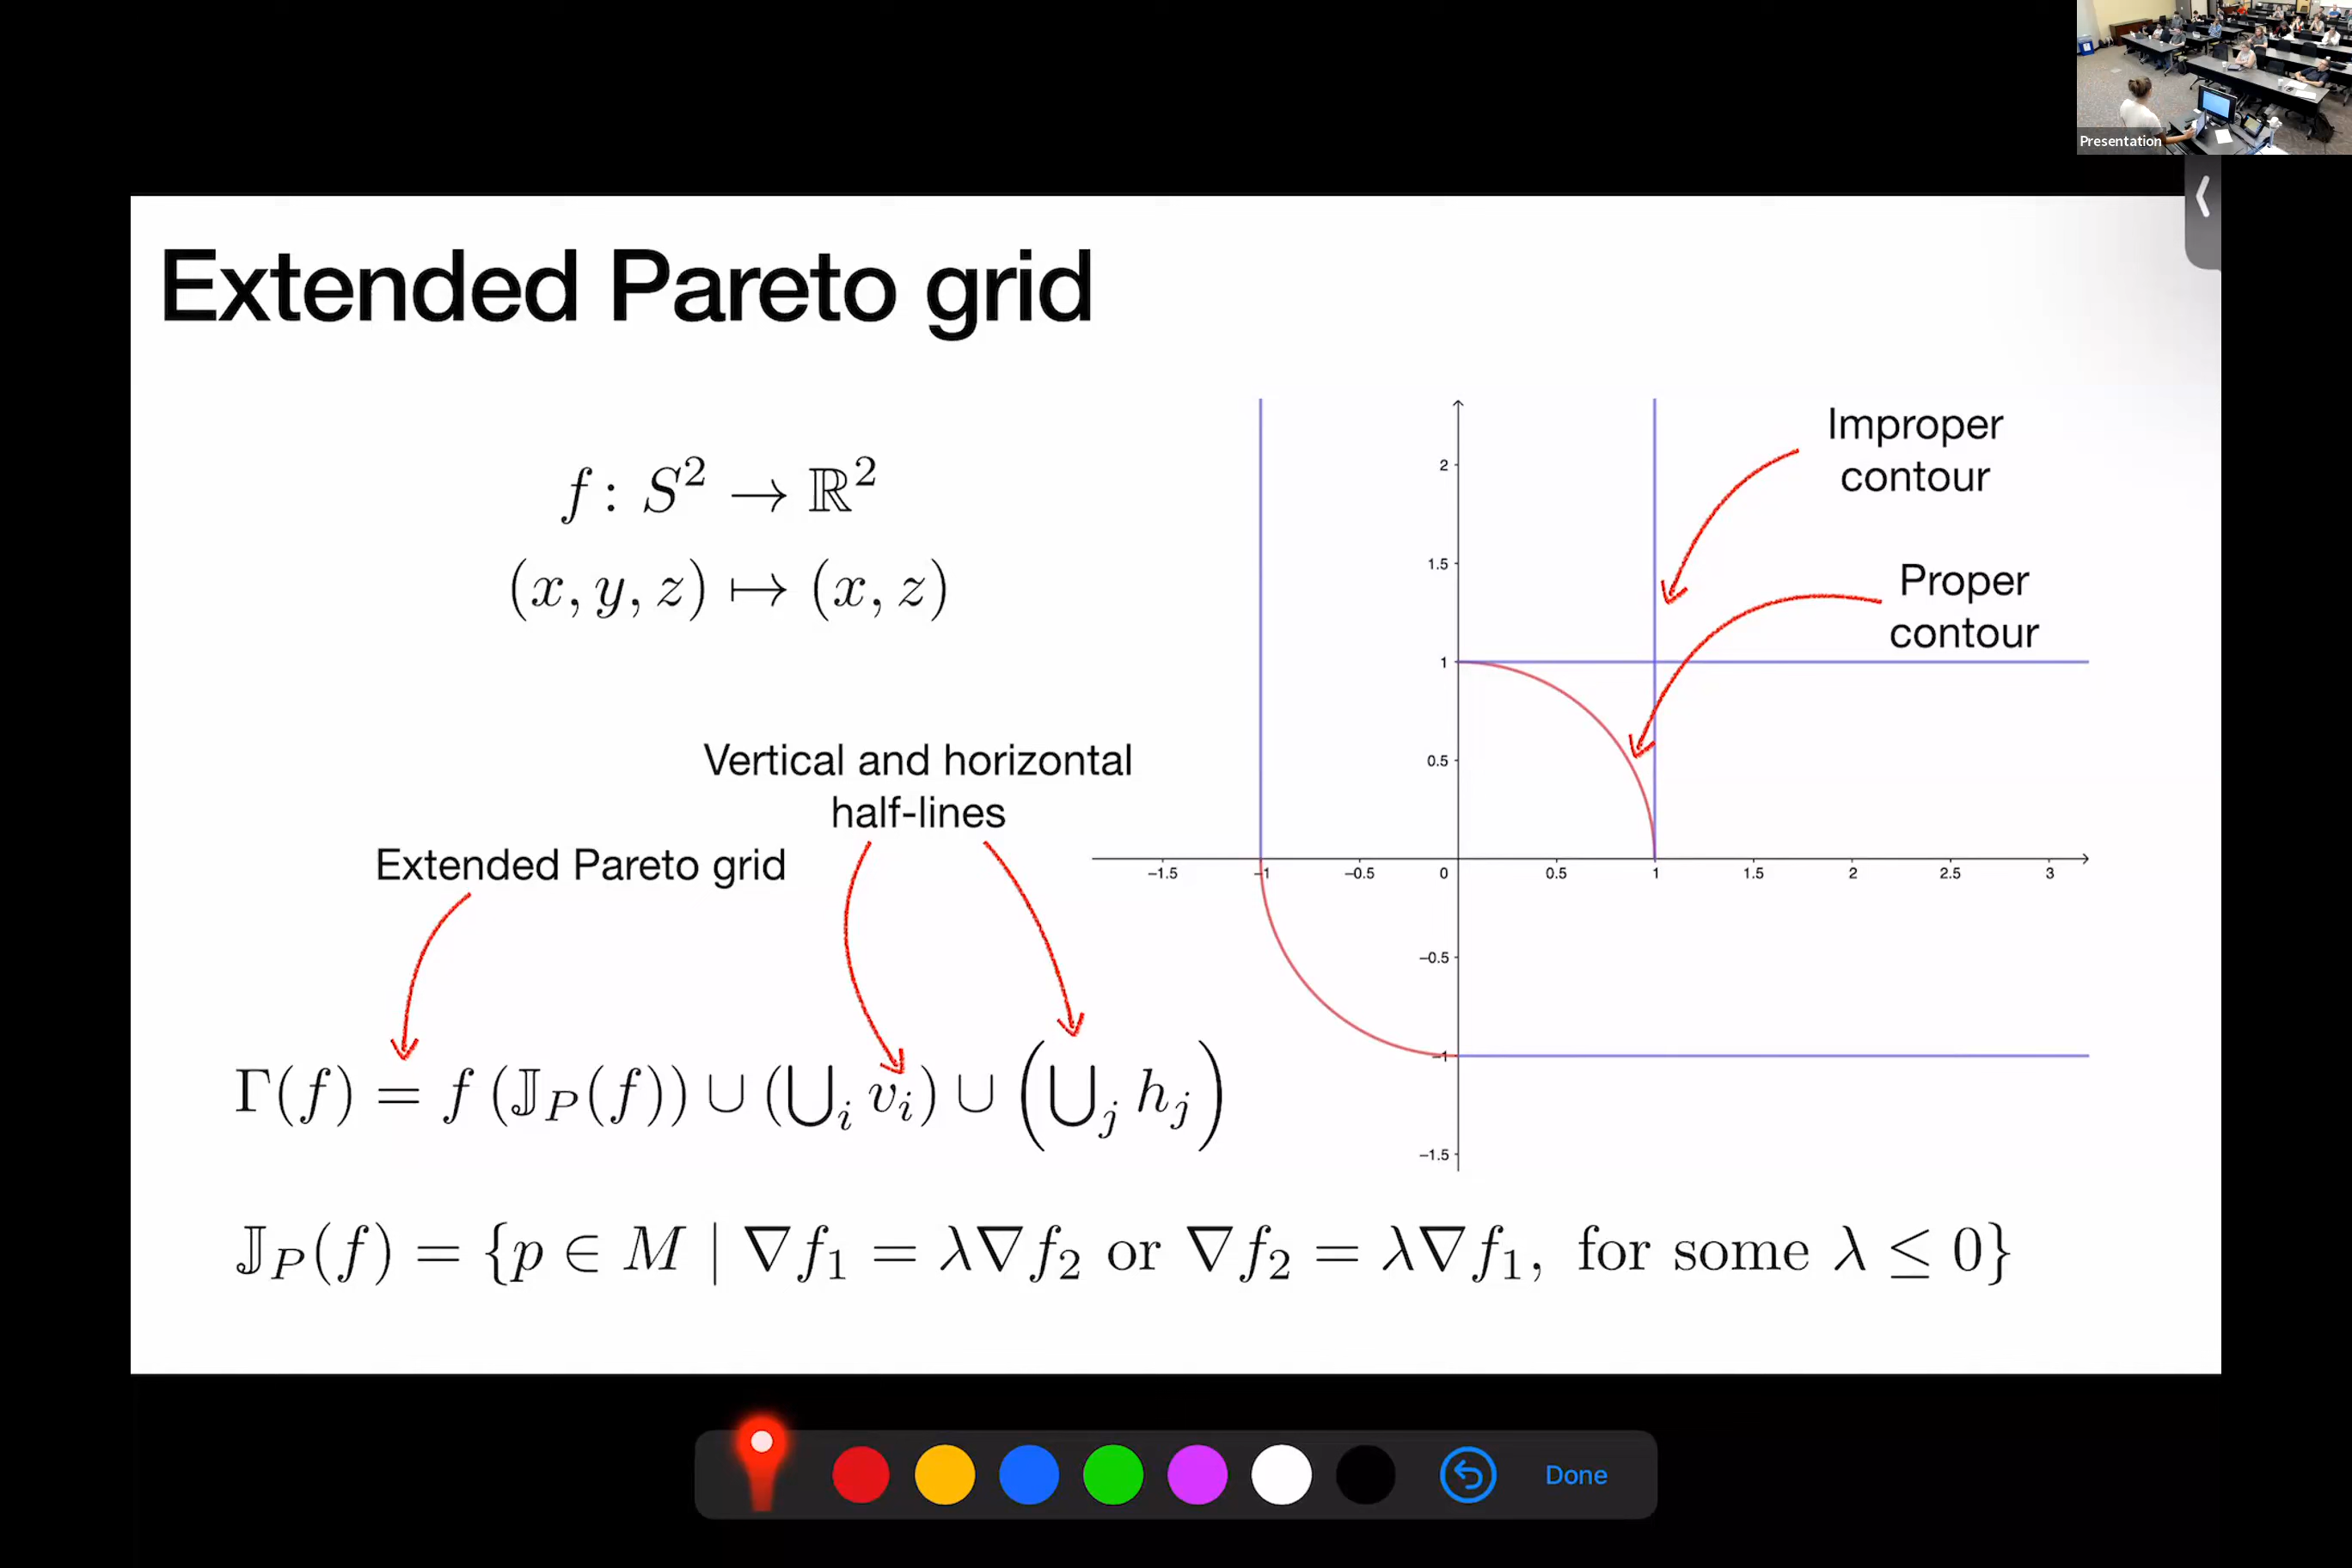 Presentation
Extended Pareto grid
f : S² → ℝ²
(x, y, z) ↦ (x, z)
Improper
contour
Proper
contour
Vertical and horizontal
half-lines
Extended Pareto grid
Γ(f) = f (𝕁_P(f)) ∪ (⋃_i v_i) ∪ (⋃_j h_j)
𝕁_P(f) = {p ∈ M | ∇f₁ = λ∇f₂ or ∇f₂ = λ∇f₁, for some λ ≤ 0}
2
1.5
1
0.5
−0.5
−1
−1.5
−1.5
−1
−0.5
0
0.5
1
1.5
2
2.5
3
Done